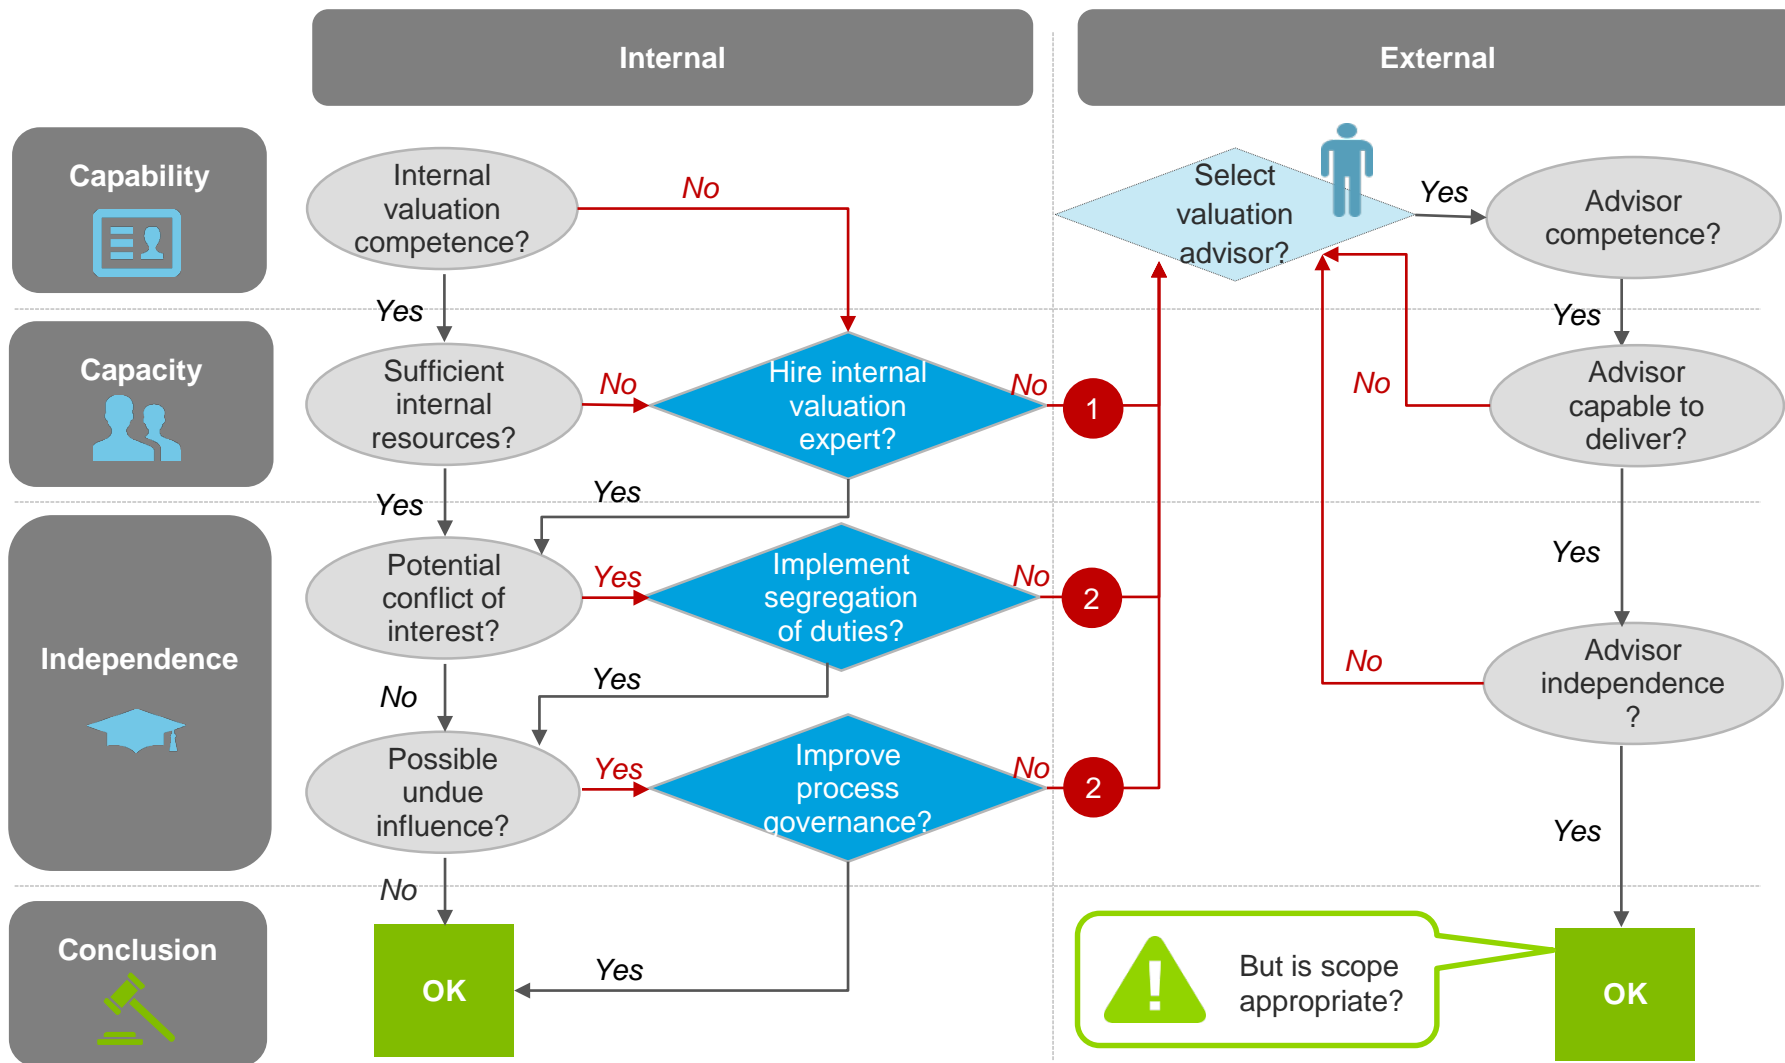 Internal
External
Capability
Internal
valuation
competence?
No
Select
valuation
advisor?
Yes
Advisor
competence?
Yes
Yes
Capacity
Sufficient
internal
resources?
No
Hire internal
valuation
expert?
No
1
No
Advisor
capable to
deliver?
Yes
Yes
Yes
Independence
Potential
conflict of
interest?
Yes
Implement
segregation
of duties?
No
2
No
Yes
No
Advisor
independence
?
Possible
undue
influence?
Yes
Improve
process
governance?
No
2
Yes
No
Conclusion
OK
Yes
!
But is scope
appropriate?
OK